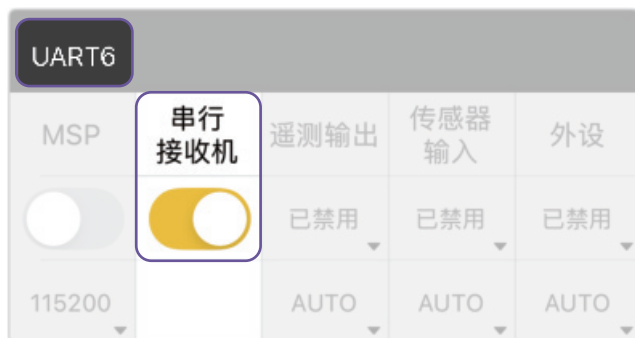 UART6
MSP
串行
接收机
遥测输出
传感器
输入
外设
已禁用
已禁用
已禁用
115200
AUTO
AUTO
AUTO